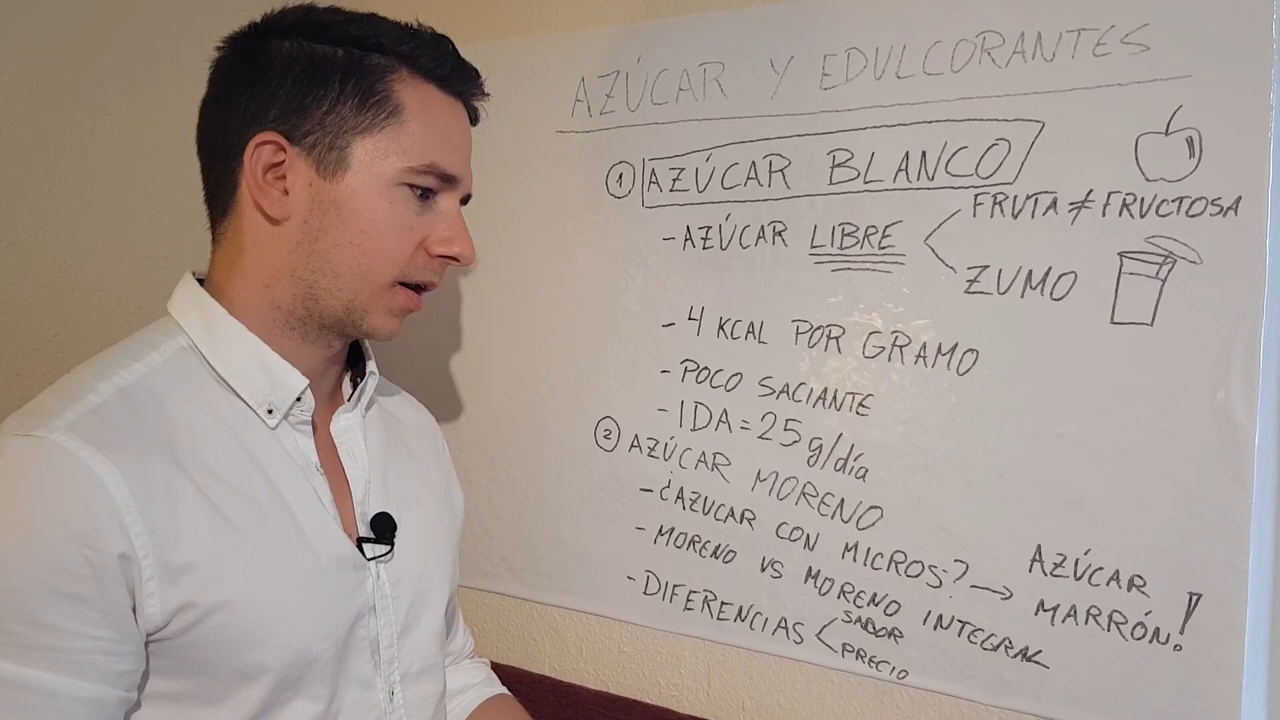 AZÚCAR Y EDULCORANTES
① AZÚCAR BLANCO
- AZÚCAR LIBRE
FRUTA ≠ FRUCTOSA
ZUMO
- 4 KCAL POR GRAMO
- POCO SACIANTE
- IDA = 25 g/día
② AZÚCAR MORENO
- ¿AZUCAR CON MICROS? → AZÚCAR MARRÓN!
- MORENO VS MORENO INTEGRAL
- DIFERENCIAS
SABOR
PRECIO